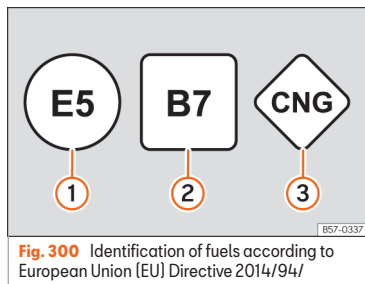 E5 B7 CNG
1 2 3
B57-0337
Fig. 300 Identification of fuels according to
European Union (EU) Directive 2014/94/